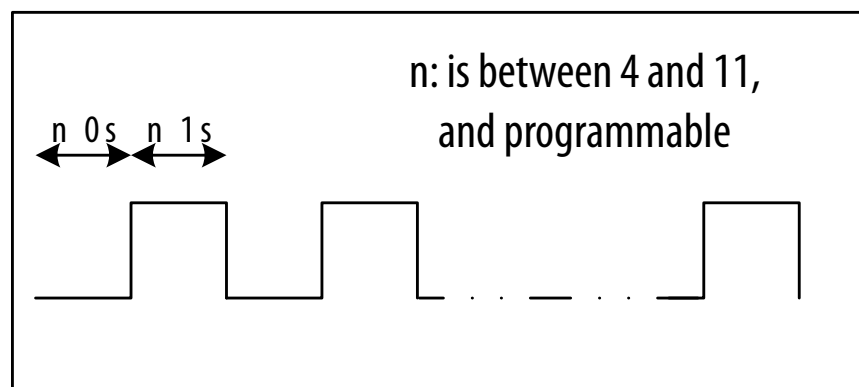 n: is between 4 and 11,
and programmable
n 0s n 1s